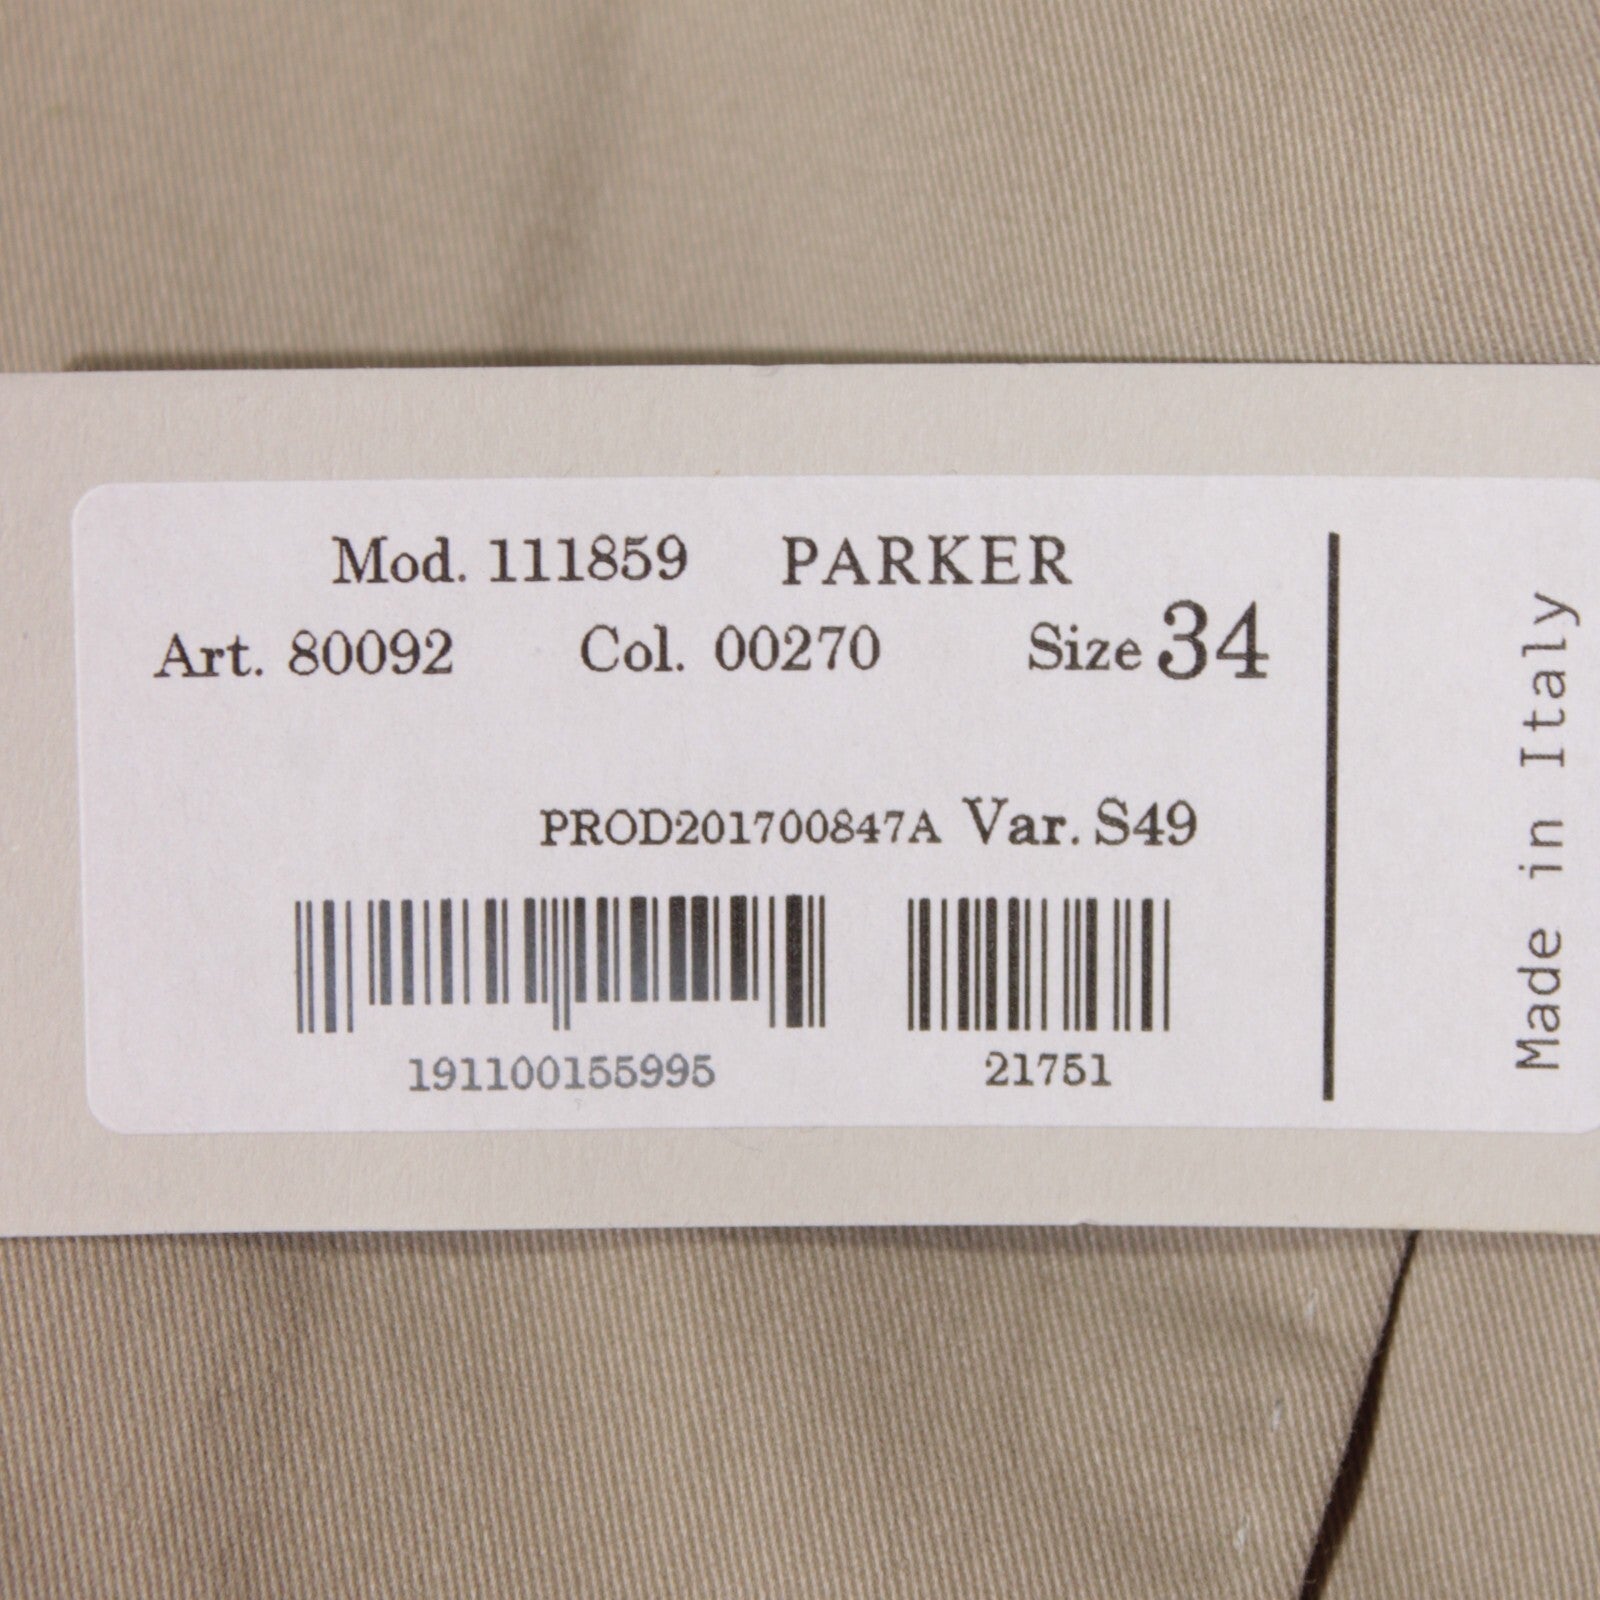 Mod. 111859 PARKER
Art. 80092 Col. 00270 Size 34
PROD201700847A Var. S49
191100155995 21751
Made in Italy